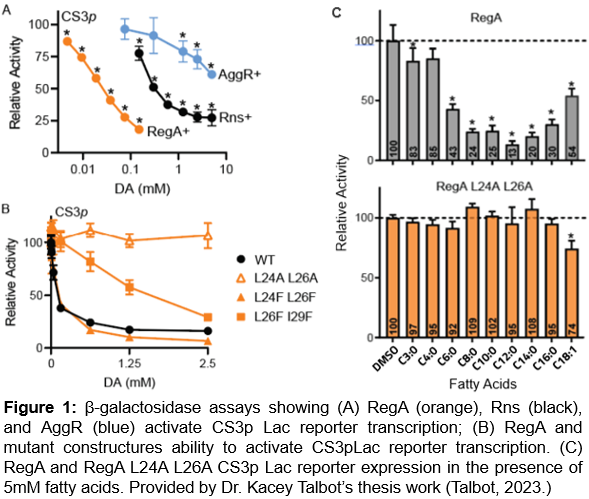 A
CS3p
100
75
50
25
Relative Activity
AggR+
Rns+
RegA+
0.01 0.1 1 10
DA (mM)
B
CS3p
100
50
0
Relative Activity
WT
L24A L26A
L24F L26F
L26F I29F
0 1.25 2.5
DA (mM)
C
RegA
100
50
0
100 83 85 43 24 25 13 20 30 54
Relative Activity
RegA L24A L26A
100
50
0
100 97 95 92 109 102 95 108 95 74
DMSO C3:0 C4:0 C6:0 C8:0 C10:0 C12:0 C14:0 C16:0 C18:1
Fatty Acids
Figure 1: β-galactosidase assays showing (A) RegA (orange), Rns (black),
and AggR (blue) activate CS3p Lac reporter transcription; (B) RegA and
mutant constructures ability to activate CS3pLac reporter transcription. (C)
RegA and RegA L24A L26A CS3p Lac reporter expression in the presence of
5mM fatty acids. Provided by Dr. Kacey Talbot’s thesis work (Talbot, 2023.)